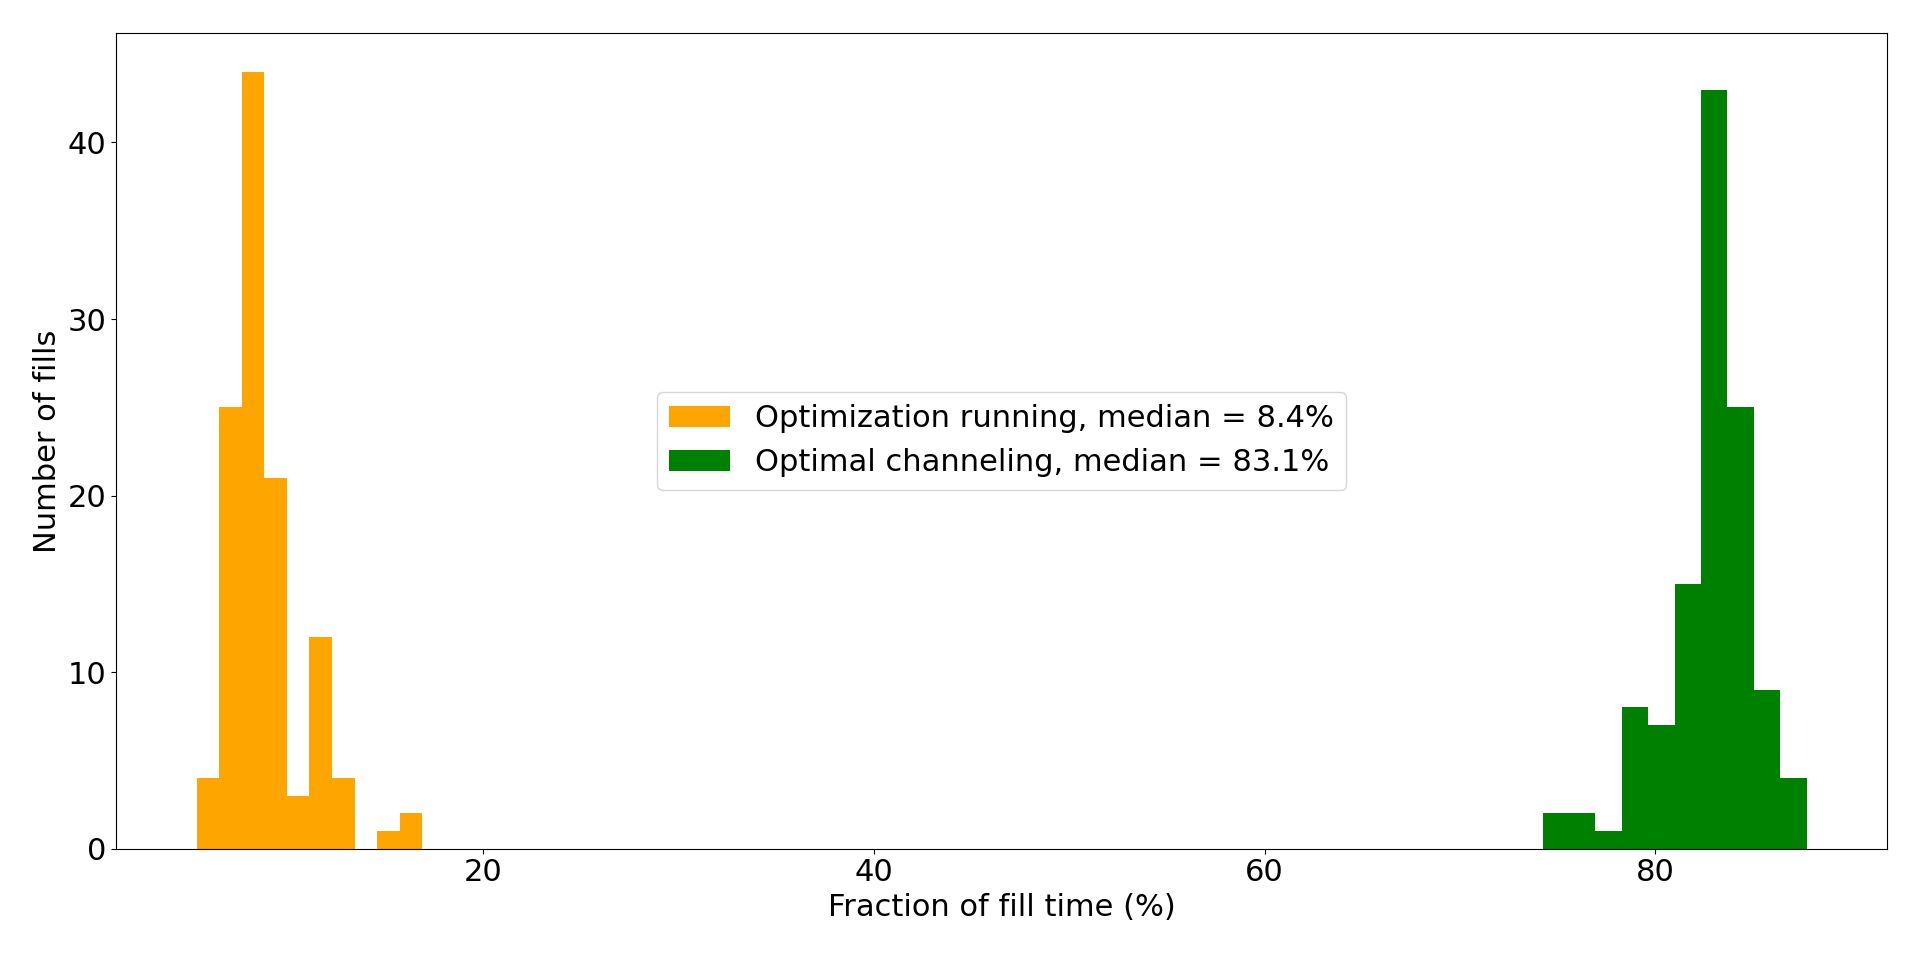 40
30
20
10
0
Number of fills
Optimization running, median = 8.4%
Optimal channeling, median = 83.1%
20 40 60 80
Fraction of fill time (%)